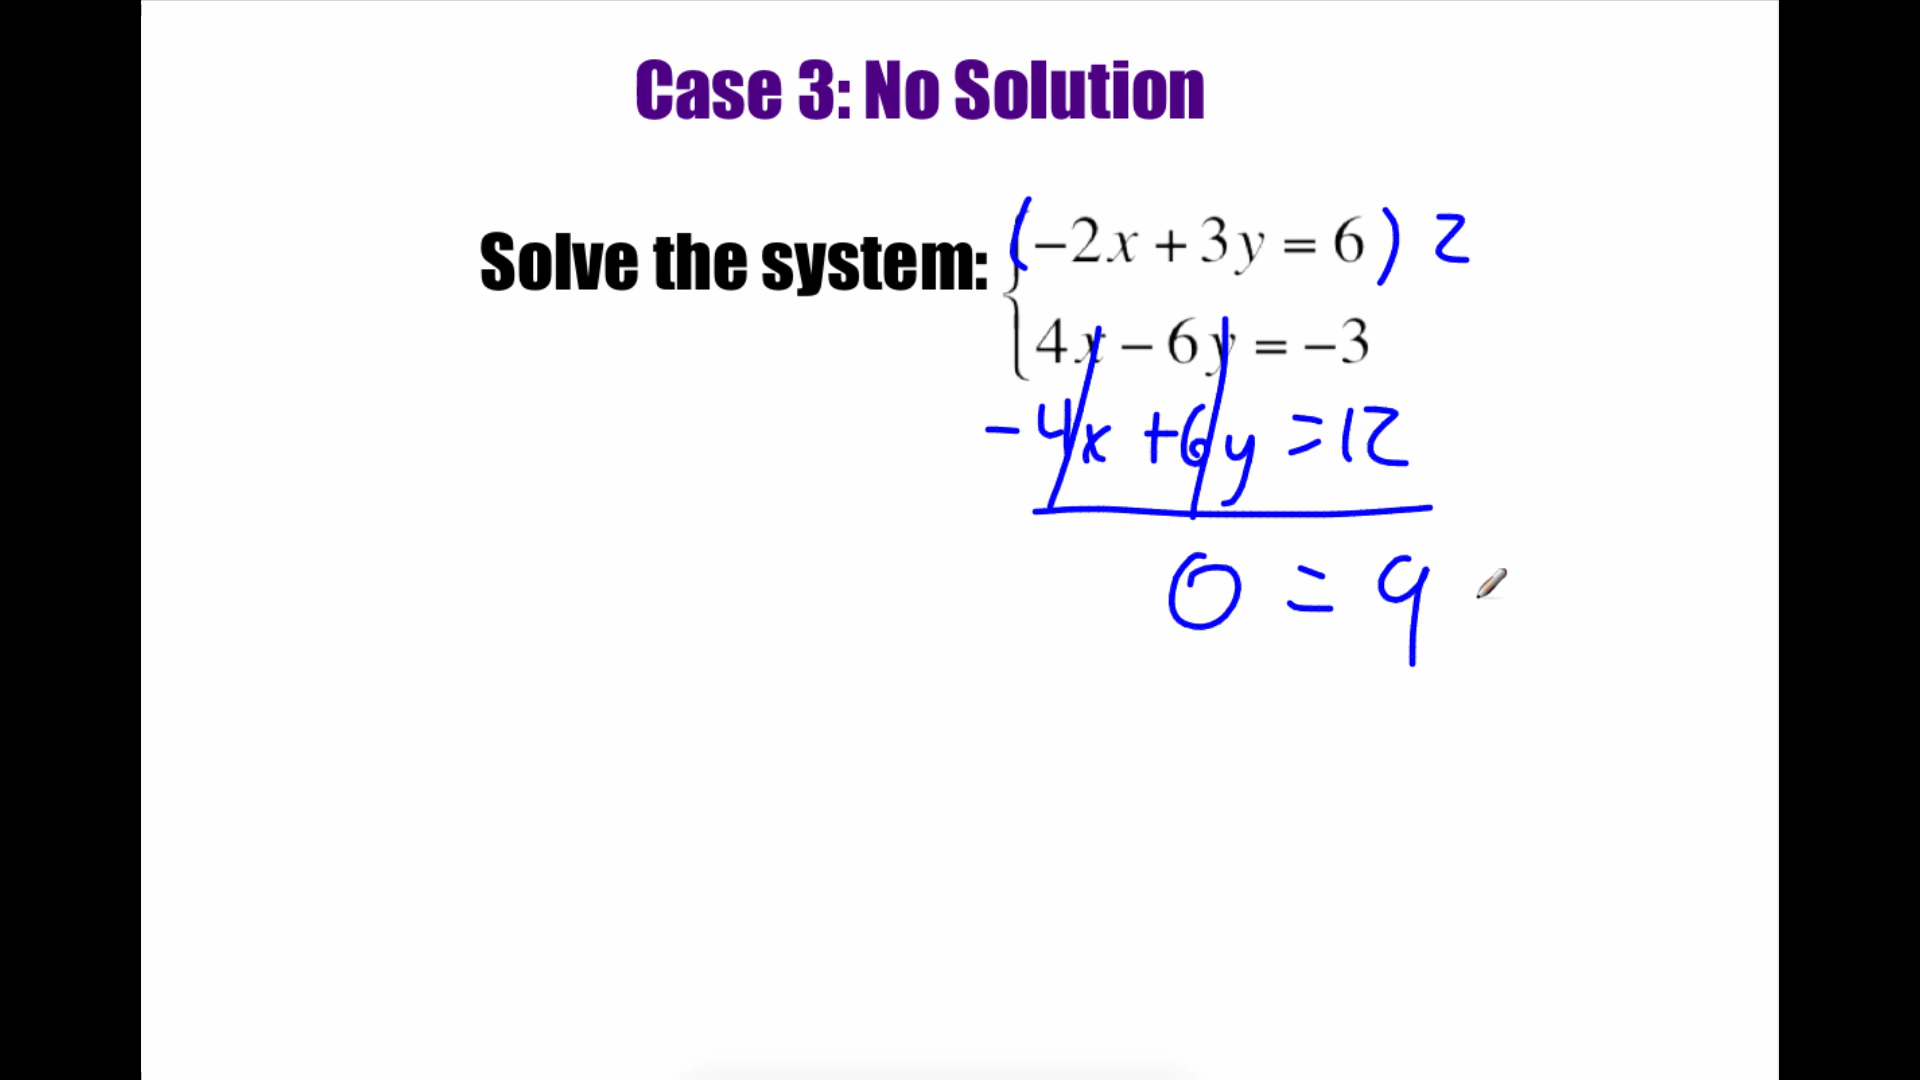 Case 3: No Solution
Solve the system: { (−2x + 3y = 6) 2
4x − 6y = −3
-4x +6y = 12
0 = 9